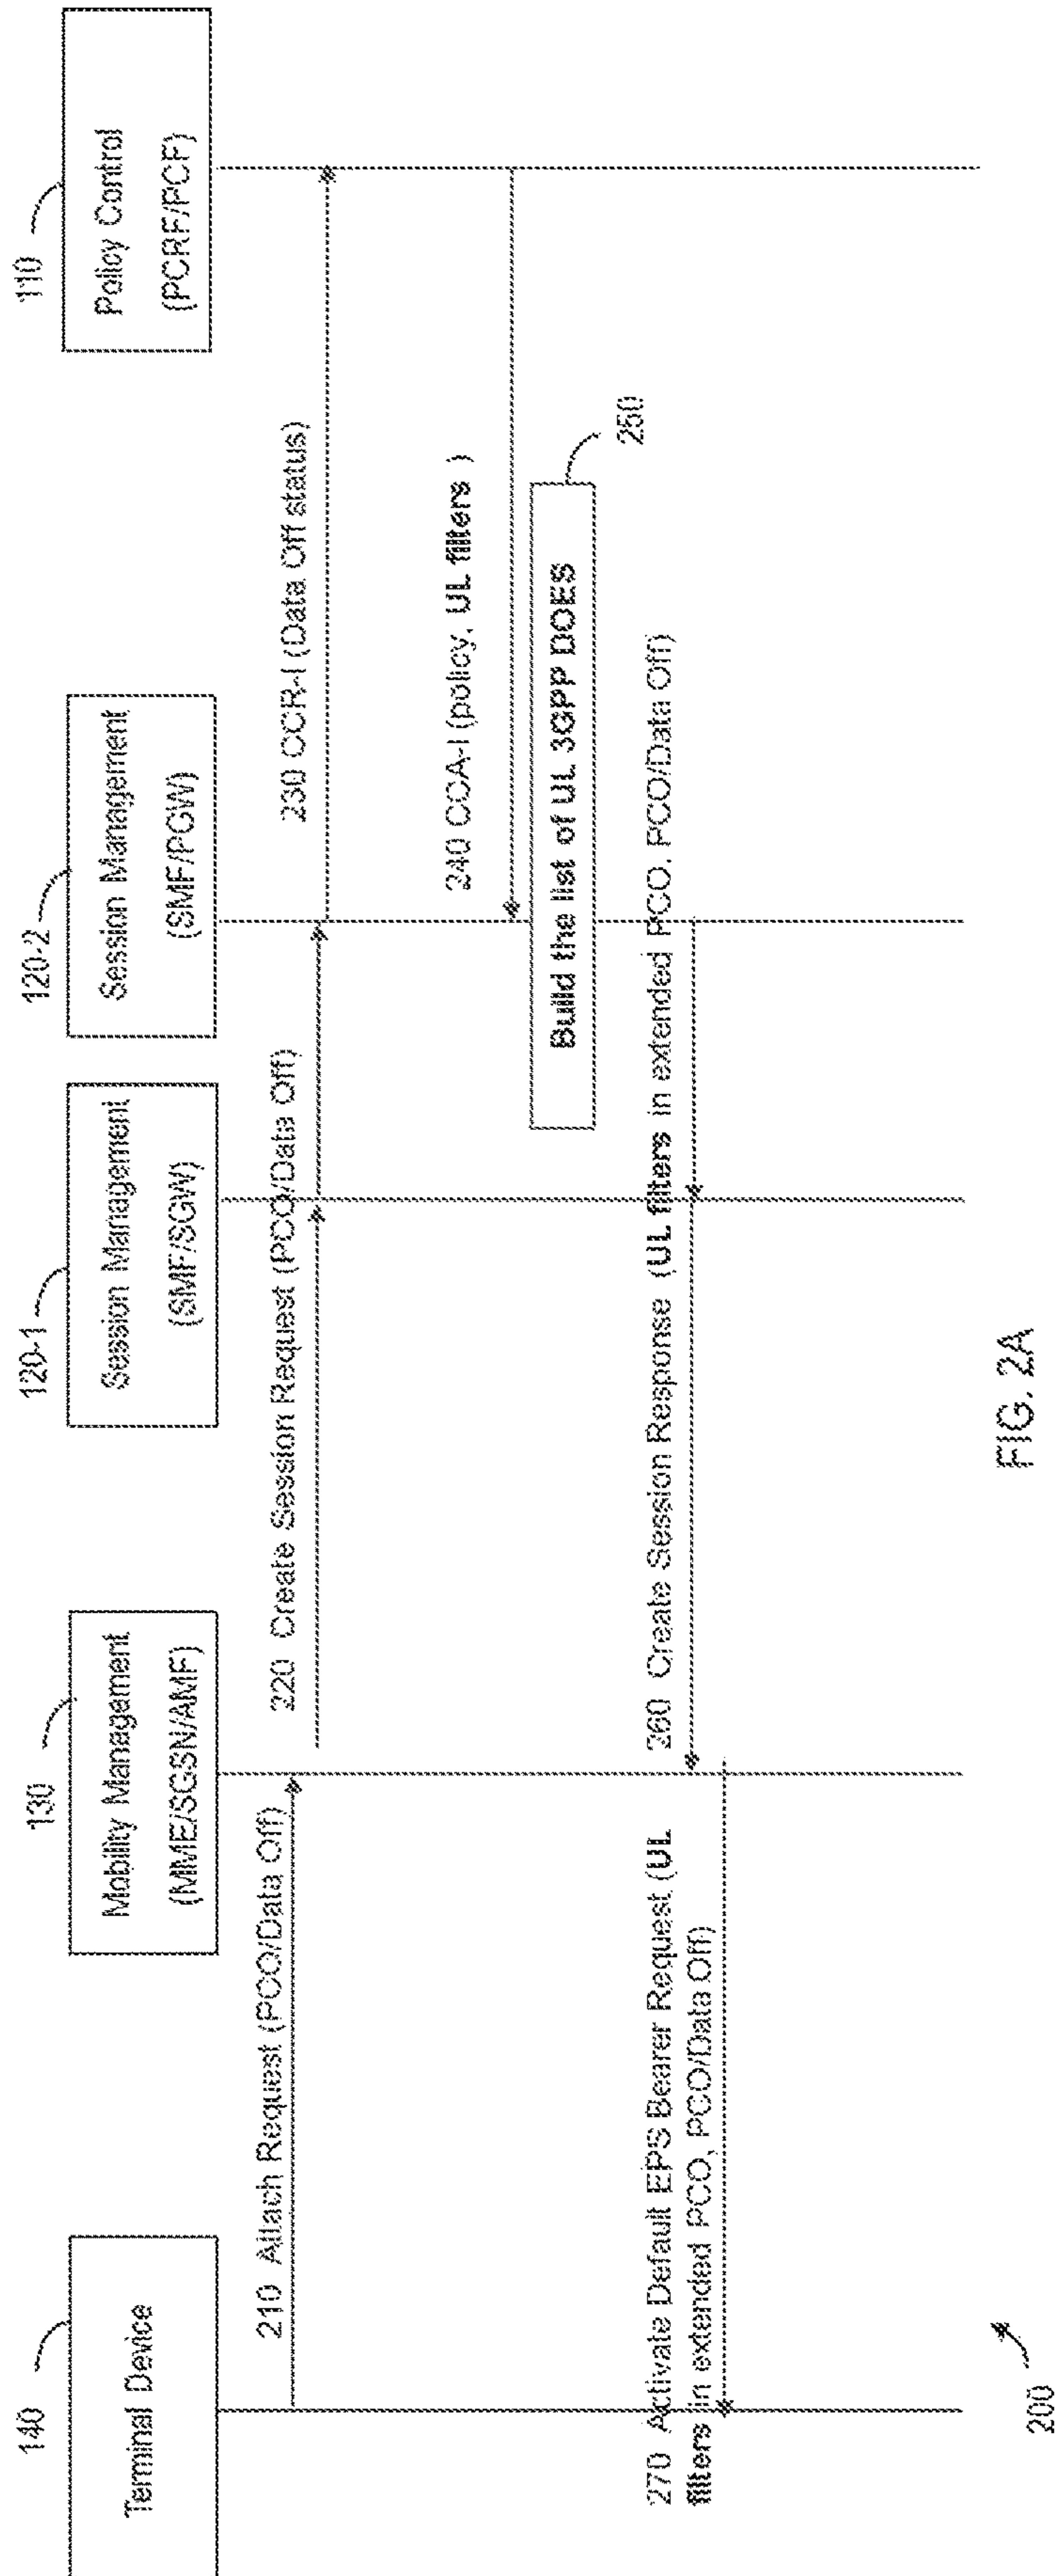 140
Terminal Device
130
Mobility Management
(MME/SGSN/AMF)
120-1
Session Management
(SMF/SGW)
120-2
Session Management
(SMF/PGW)
110
Policy Control
(PCRF/PCF)
210 Attach Request (PCO/Data Off)
220 Create Session Request (PCO/Data Off)
230 CCR-I (Data Off status)
240 CCA-I (policy, UL filters )
Build the list of UL 3GPP DOES
250
260 Create Session Response (UL filters in extended PCO, PCO/Data Off)
270 Activate Default EPS Bearer Request (UL
filters in extended PCO, PCO/Data Off)
200
FIG. 2A